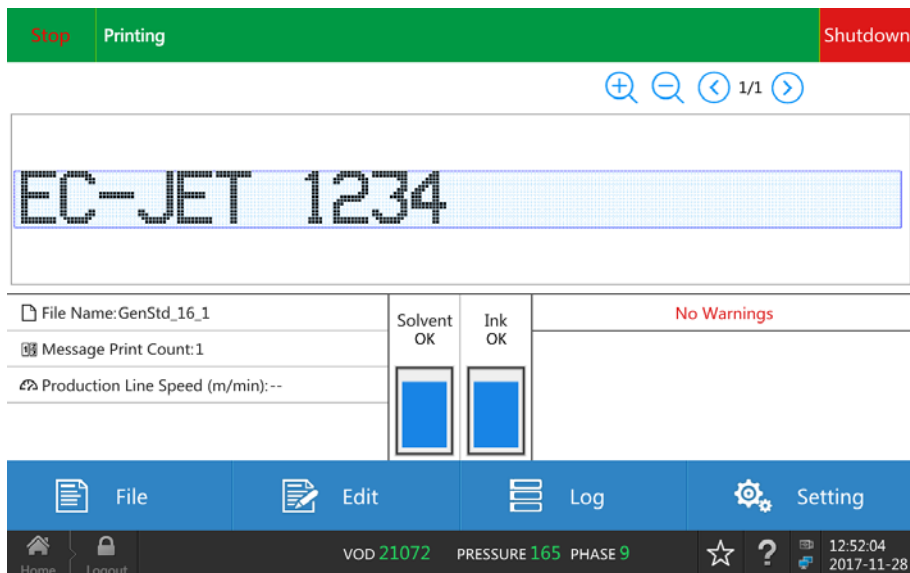 Stop Printing Shutdown
1/1
EC-JET 1234
File Name:GenStd_16_1
Message Print Count:1
Production Line Speed (m/min):--
Solvent
OK
Ink
OK
No Warnings
File Edit Log Setting
Home Logout
VOD 21072 PRESSURE 165 PHASE 9
? 12:52:04
2017-11-28